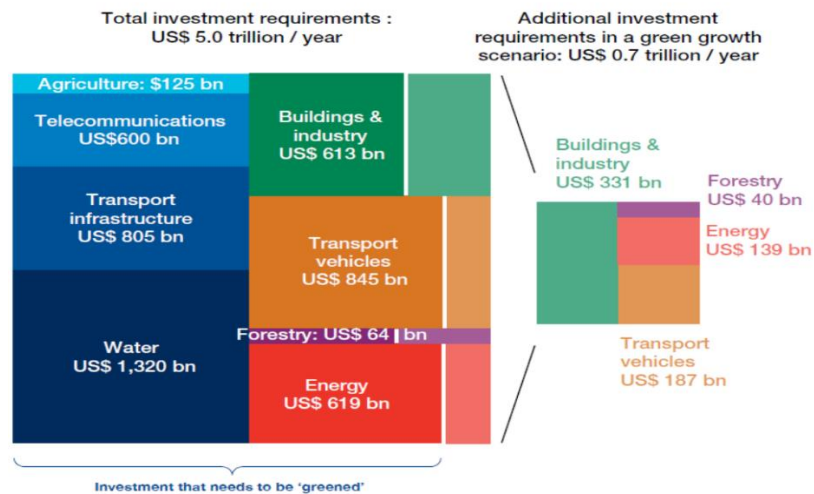 Total investment requirements :
US$ 5.0 trillion / year
Additional investment
requirements in a green growth
scenario: US$ 0.7 trillion / year
Agriculture: $125 bn
Telecommunications
US$600 bn
Transport
infrastructure
US$ 805 bn
Water
US$ 1,320 bn
Buildings &
industry
US$ 613 bn
Transport
vehicles
US$ 845 bn
Forestry: US$ 64 bn
Energy
US$ 619 bn
Buildings &
industry
US$ 331 bn
Forestry
US$ 40 bn
Energy
US$ 139 bn
Transport
vehicles
US$ 187 bn
Investment that needs to be ‘greened’